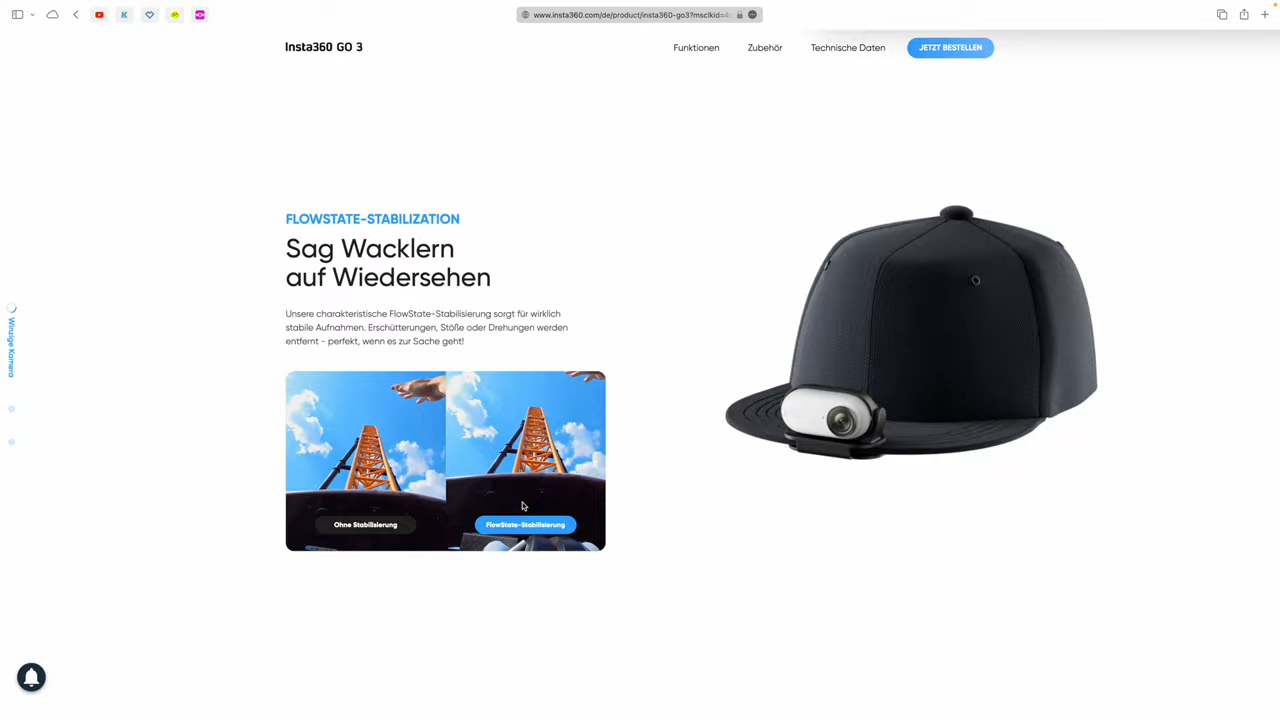 www.insta360.com/de/product/insta360-go3?msclkid=4
Insta360 GO 3
Funktionen
Zubehör
Technische Daten
JETZT BESTELLEN
FLOWSTATE-STABILIZATION
Sag Wacklern
auf Wiedersehen
Unsere charakteristische FlowState-Stabilisierung sorgt für wirklich
stabile Aufnahmen. Erschütterungen, Stöße oder Drehungen werden
entfernt - perfekt, wenn es zur Sache geht!
Ohne Stabilisierung
FlowState-Stabilisierung
Winzige Kamera